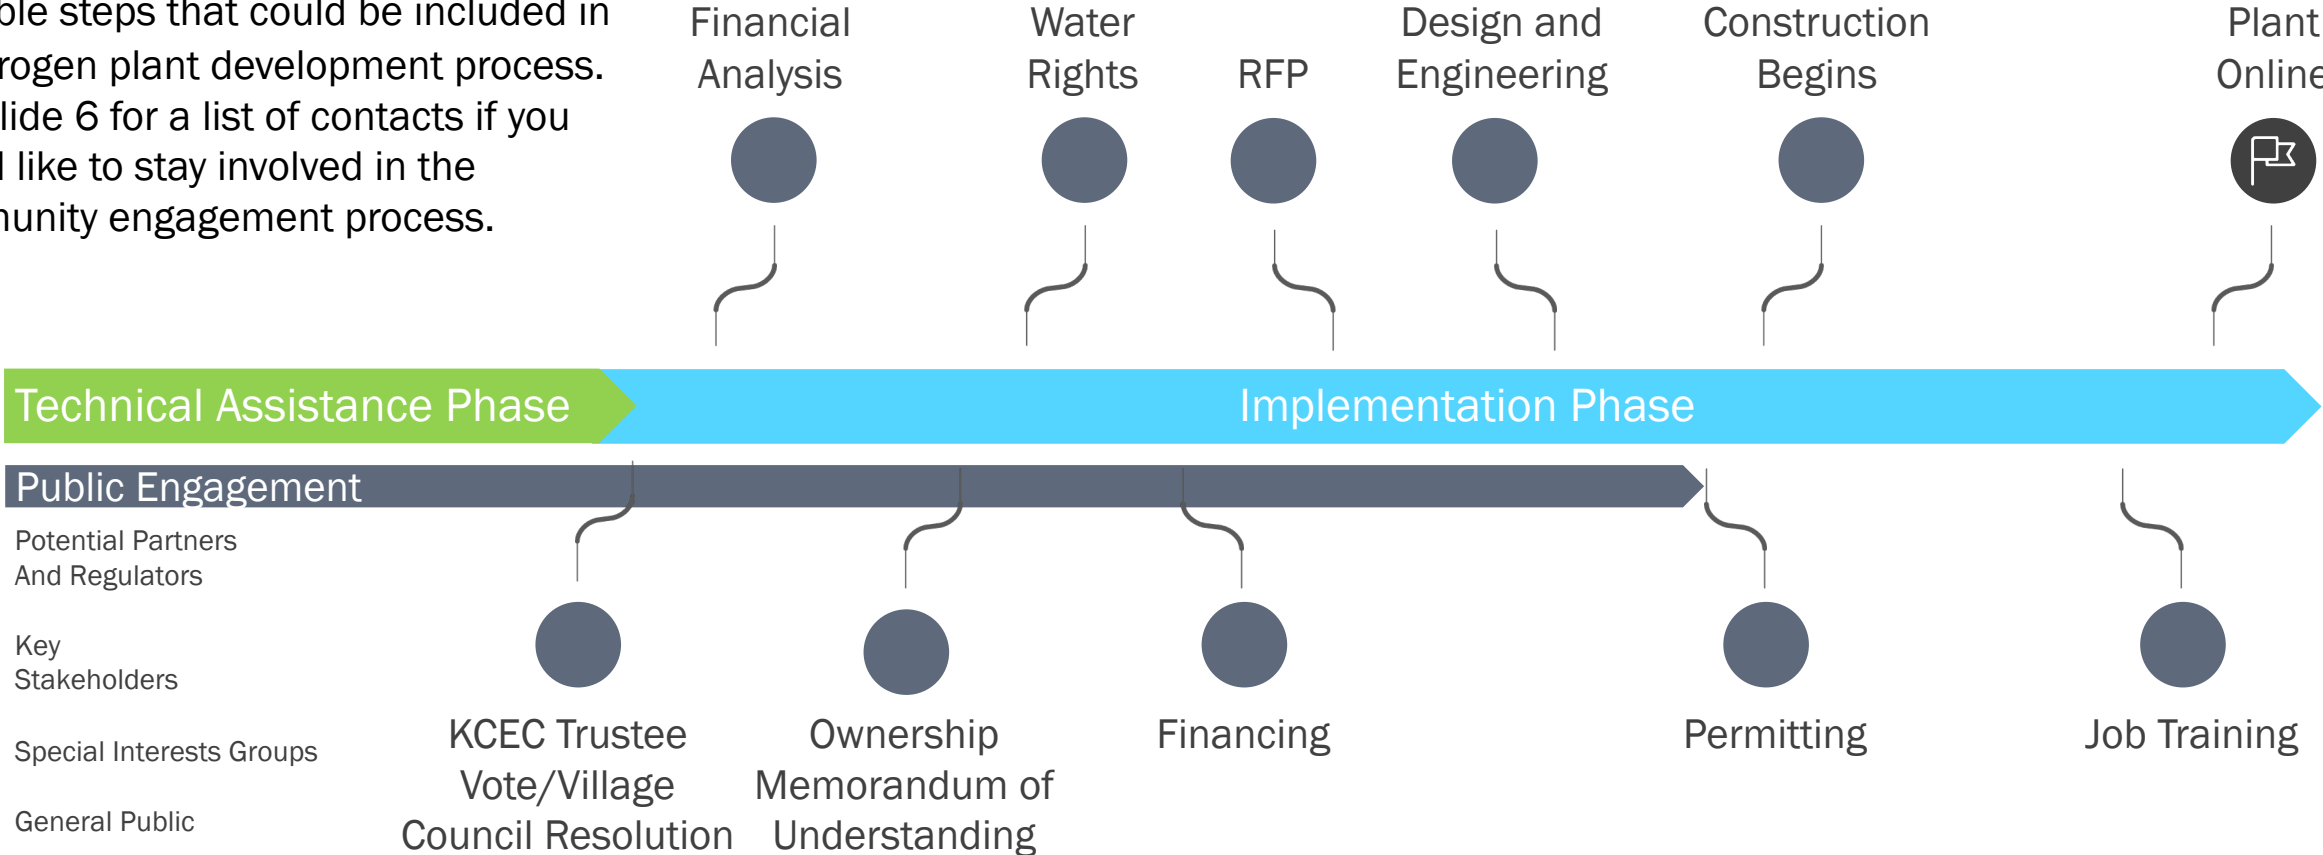 ble steps that could be included in
rogen plant development process.
lide 6 for a list of contacts if you
l like to stay involved in the
unity engagement process.
Financial
Analysis
Water
Rights
RFP
Design and
Engineering
Construction
Begins
Plant
Online
Technical Assistance Phase
Implementation Phase
Public Engagement
Potential Partners
And Regulators
Key
Stakeholders
Special Interests Groups
General Public
KCEC Trustee
Vote/Village
Council Resolution
Ownership
Memorandum of
Understanding
Financing
Permitting
Job Training